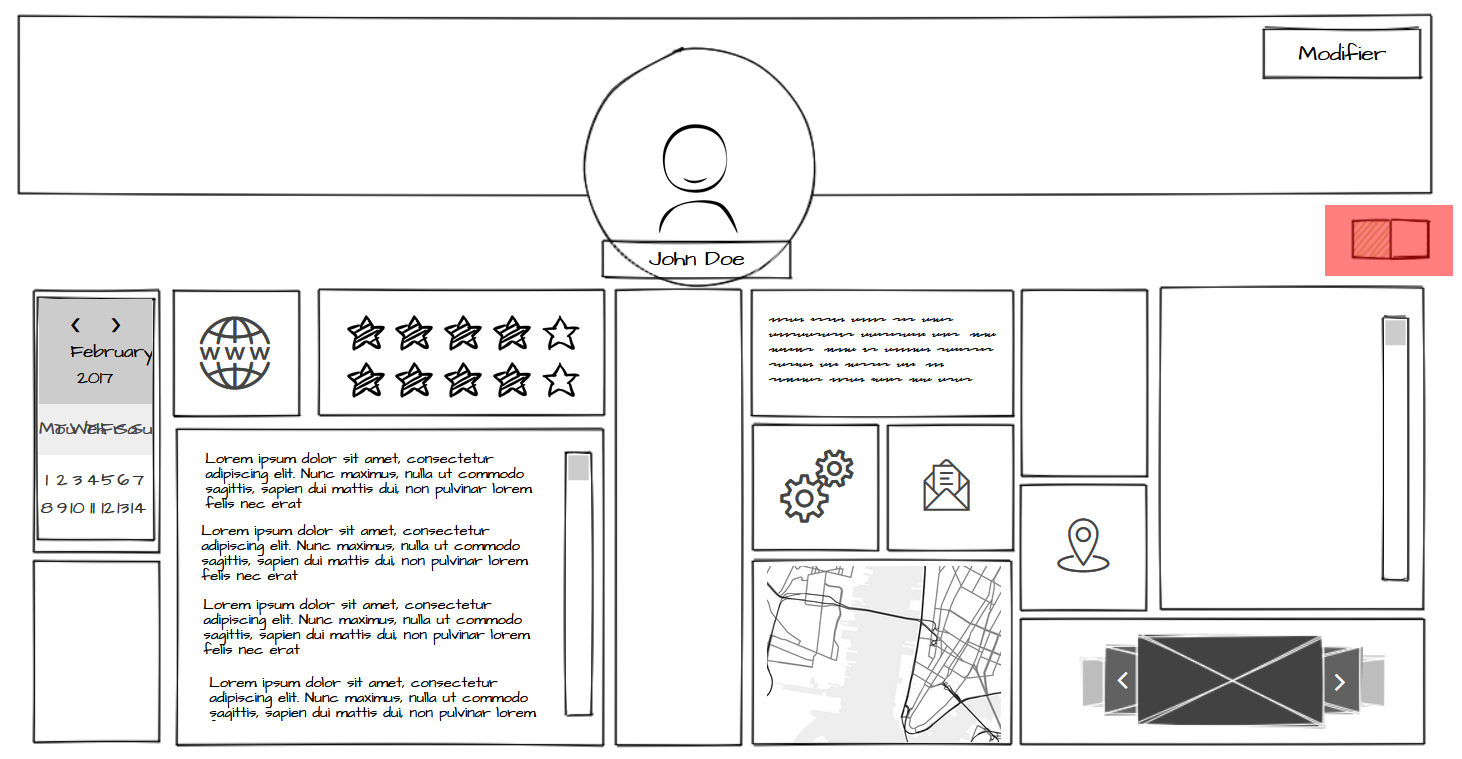 Modifier
John Doe
February
2017
1 2 3 4 5 6 7
8 9 10 11 12 13 14
WWW
Lorem ipsum dolor sit amet, consectetur
adipiscing elit. Nunc maximus, nulla ut commodo
sagittis, sapien dui mattis dui, non pulvinar lorem
felis nec erat
Lorem ipsum dolor sit amet, consectetur
adipiscing elit. Nunc maximus, nulla ut commodo
sagittis, sapien dui mattis dui, non pulvinar lorem
felis nec erat
Lorem ipsum dolor sit amet, consectetur
adipiscing elit. Nunc maximus, nulla ut commodo
sagittis, sapien dui mattis dui, non pulvinar lorem
felis nec erat
Lorem ipsum dolor sit amet, consectetur
adipiscing elit. Nunc maximus, nulla ut commodo
sagittis, sapien dui mattis dui, non pulvinar lorem